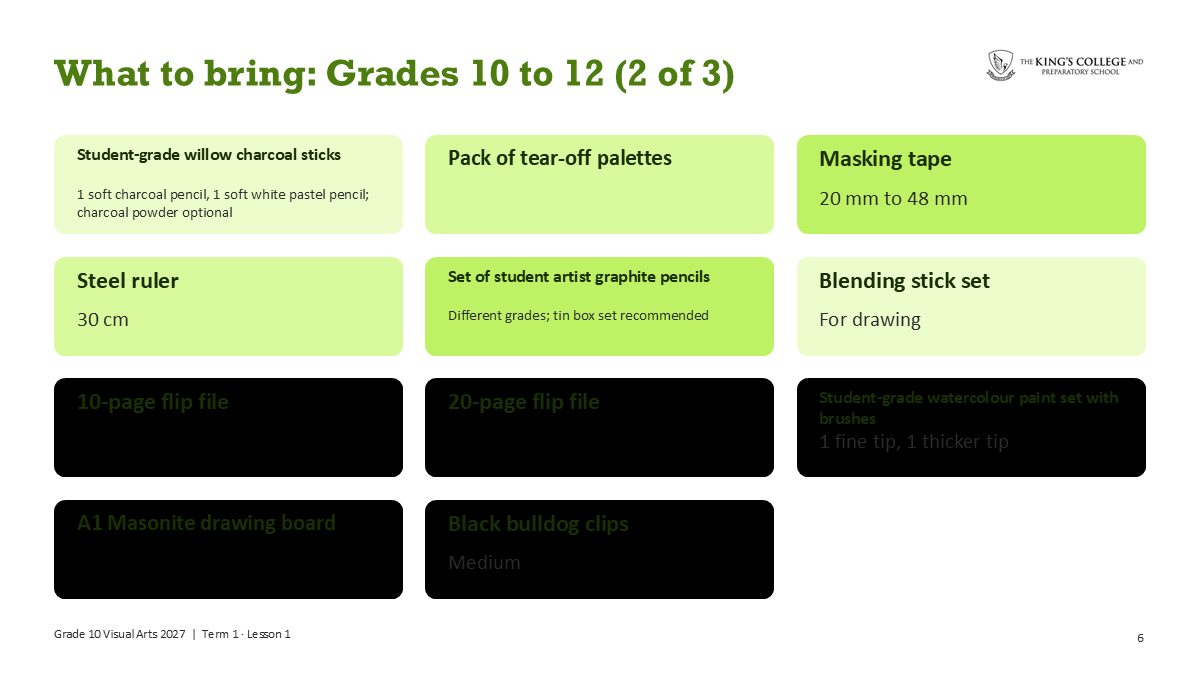 What to bring: Grades 10 to 12 (2 of 3)
THE KING'S COLLEGE AND
PREPARATORY SCHOOL
Student-grade willow charcoal sticks
1 soft charcoal pencil, 1 soft white pastel pencil;
charcoal powder optional
Pack of tear-off palettes
Masking tape
20 mm to 48 mm
Steel ruler
30 cm
Set of student artist graphite pencils
Different grades; tin box set recommended
Blending stick set
For drawing
10-page flip file
20-page flip file
Student-grade watercolour paint set with
brushes
1 fine tip, 1 thicker tip
A1 Masonite drawing board
Black bulldog clips
Medium
Grade 10 Visual Arts 2027 | Term 1 · Lesson 1
6